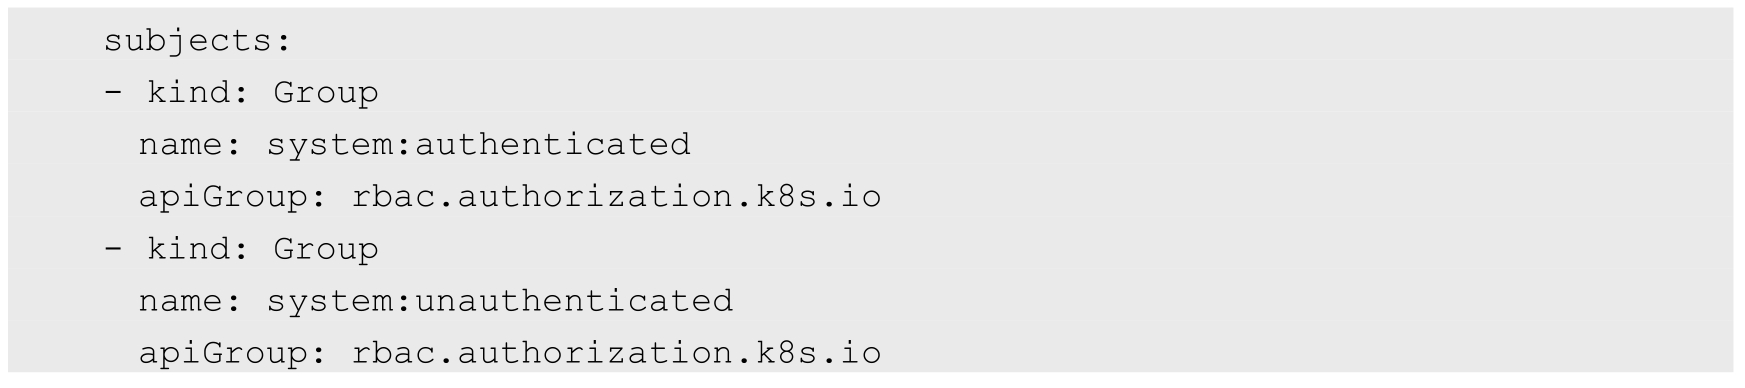 subjects:
- kind: Group
name: system:authenticated
apiGroup: rbac.authorization.k8s.io
- kind: Group
name: system:unauthenticated
apiGroup: rbac.authorization.k8s.io